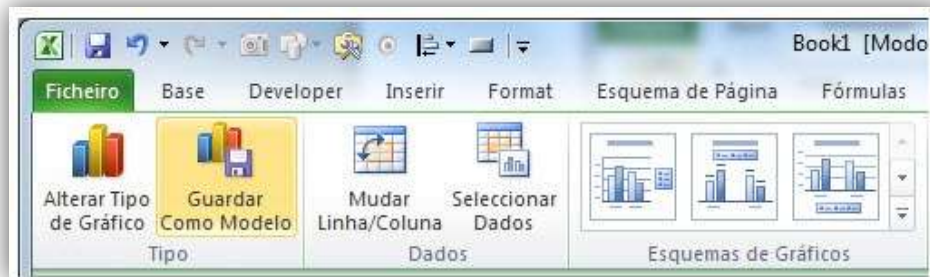 Book1 [Modo
Ficheiro Base Developer Inserir Format Esquema de Página Fórmulas
Alterar Tipo de Gráfico
Guardar Como Modelo
Mudar Linha/Coluna
Seleccionar Dados
Tipo Dados Esquemas de Gráficos